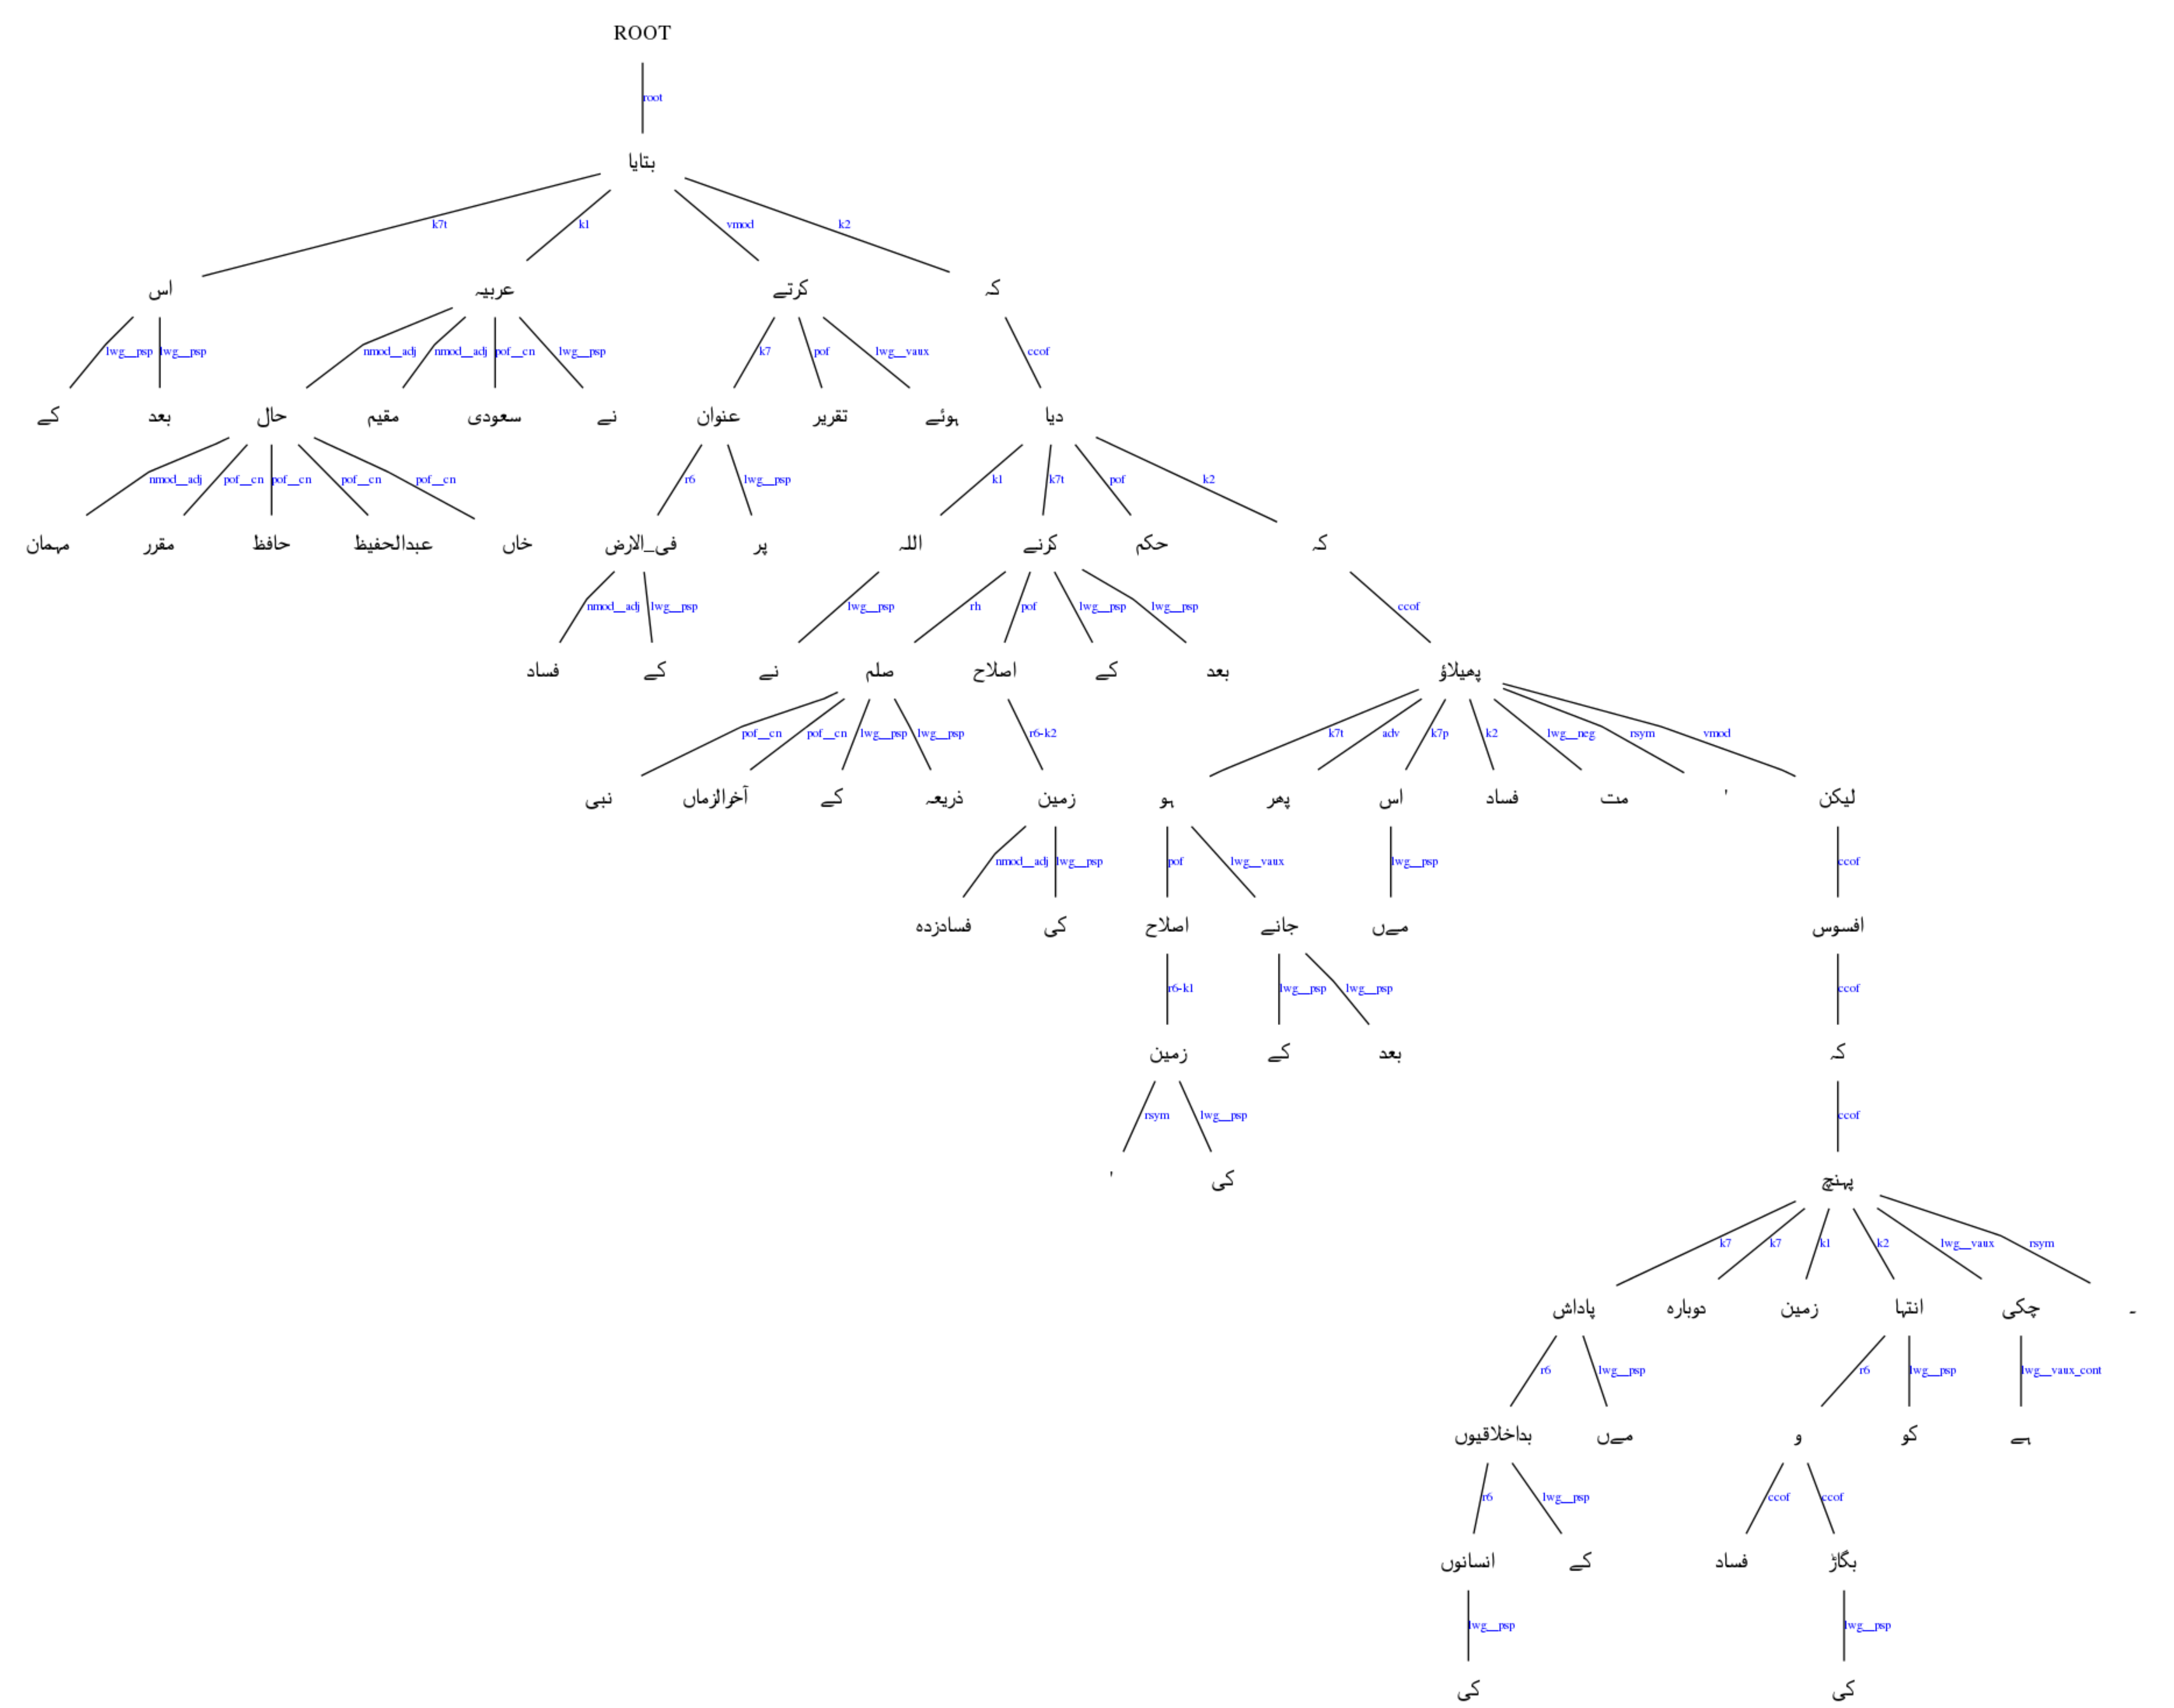 ROOT
root
بتایا
k7t k1 vmod k2
اس عربیہ کرتے کہ
lwg__psp lwg__psp nmod__adj nmod__adj pof__cn lwg__psp k7 pof lwg__vaux ccof
کے بعد حال مقیم سعودی نے عنوان تقریر ہوئے دیا
nmod__adj pof__cn pof__cn pof__cn pof__cn r6 lwg__psp k1 k7t pof k2
مہمان مقرر حافظ عبدالحفیظ خاں فی_الارض پر اللہ کرنے حکم کہ
nmod__adj lwg__psp lwg__psp rh pof lwg__psp lwg__psp ccof
فساد کے نے صلم اصلاح کے بعد پھیلاؤ
pof__cn pof__cn lwg__psp lwg__psp r6-k2 k7t adv k7p k2 lwg__neg rsym vmod
نبی آخوالزماں کے ذریعہ زمین ہو پھر اس فساد مت ' لیکن
nmod__adj lwg__psp pof lwg__vaux lwg__psp ccof
فسادزدہ کی اصلاح جانے مےں افسوس
r6-k1 lwg__psp lwg__psp ccof
زمین کے بعد کہ
rsym lwg__psp ccof
' کی پہنچ
k7 k7 k1 k2 lwg__vaux rsym
پاداش دوبارہ زمین انتہا چکی ۔
r6 lwg__psp r6 lwg__psp lwg__vaux_cont
بداخلاقیوں مےں و کو ہے
r6 lwg__psp ccof ccof
انسانوں کے فساد بگاڑ
lwg__psp lwg__psp
کی کی